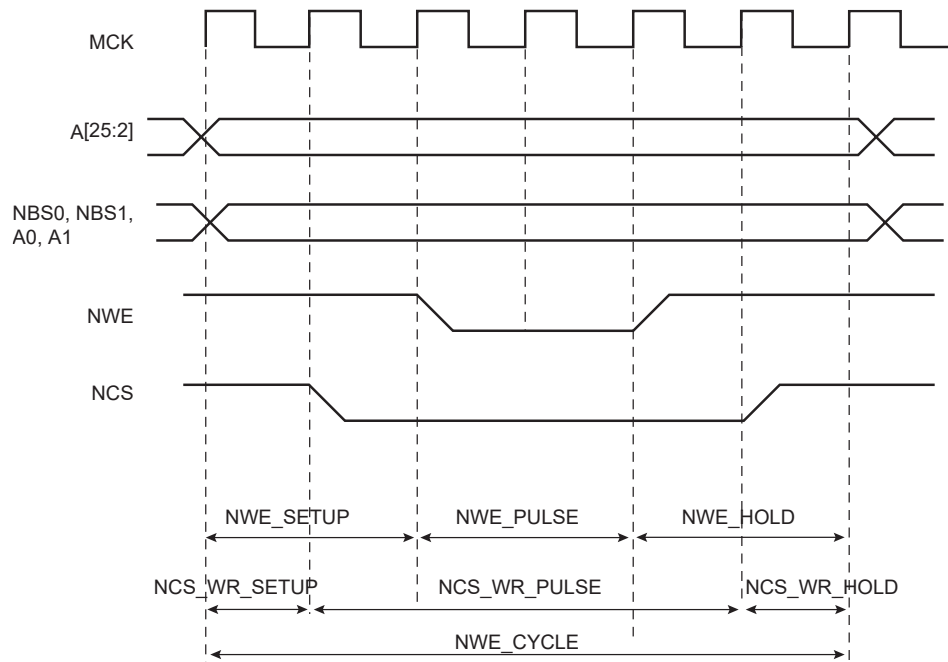 MCK
A[25:2]
NBS0, NBS1,
A0, A1
NWE
NCS
NWE_SETUP NWE_PULSE NWE_HOLD
NCS_WR_SETUP NCS_WR_PULSE NCS_WR_HOLD
NWE_CYCLE